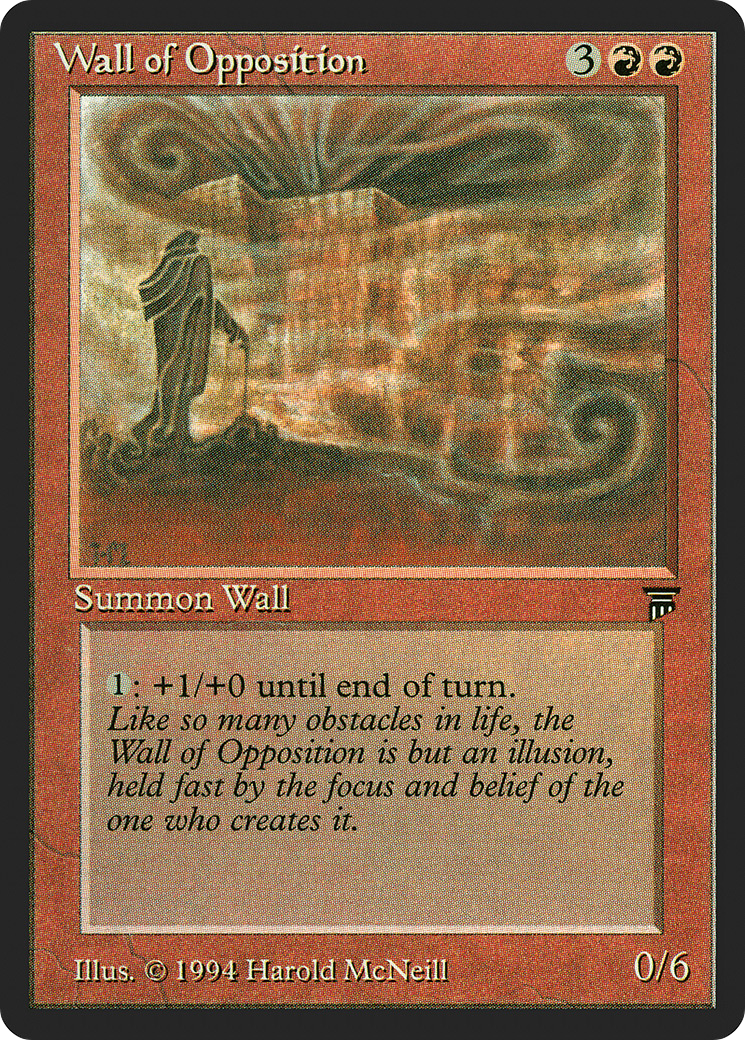 Wall of Opposition
3
Summon Wall
1: +1/+0 until end of turn.
Like so many obstacles in life, the
Wall of Opposition is but an illusion,
held fast by the focus and belief of the
one who creates it.
Illus. © 1994 Harold McNeill
0/6